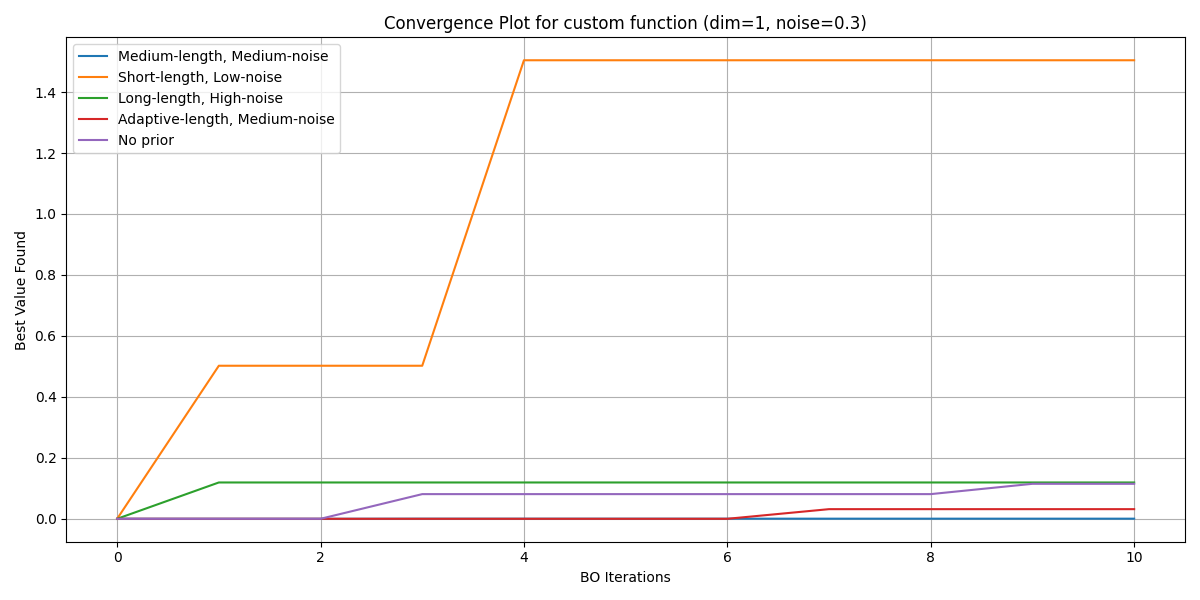 Convergence Plot for custom function (dim=1, noise=0.3)
Medium-length, Medium-noise
Short-length, Low-noise
Long-length, High-noise
Adaptive-length, Medium-noise
No prior
Best Value Found
1.4
1.2
1.0
0.8
0.6
0.4
0.2
0.0
0
2
4
6
8
10
BO Iterations